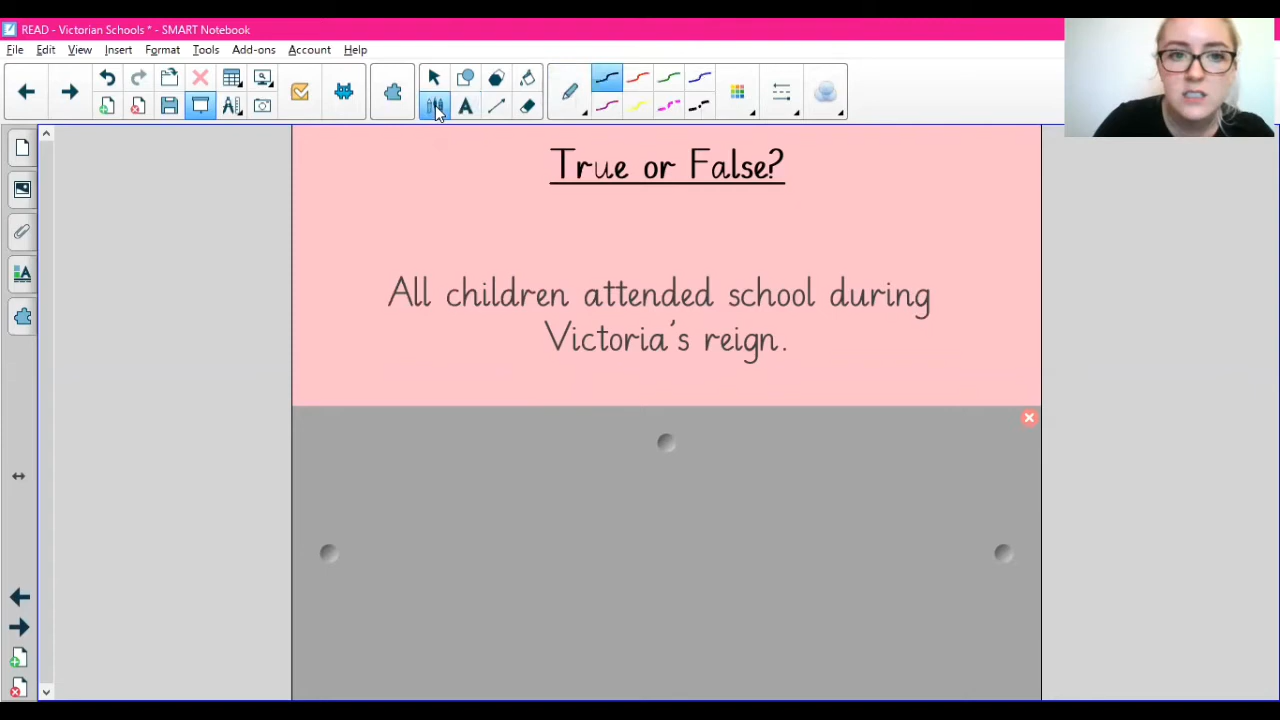 READ - Victorian Schools * - SMART Notebook
File Edit View Insert Format Tools Add-ons Account Help
True or False?
All children attended school during
Victoria's reign.